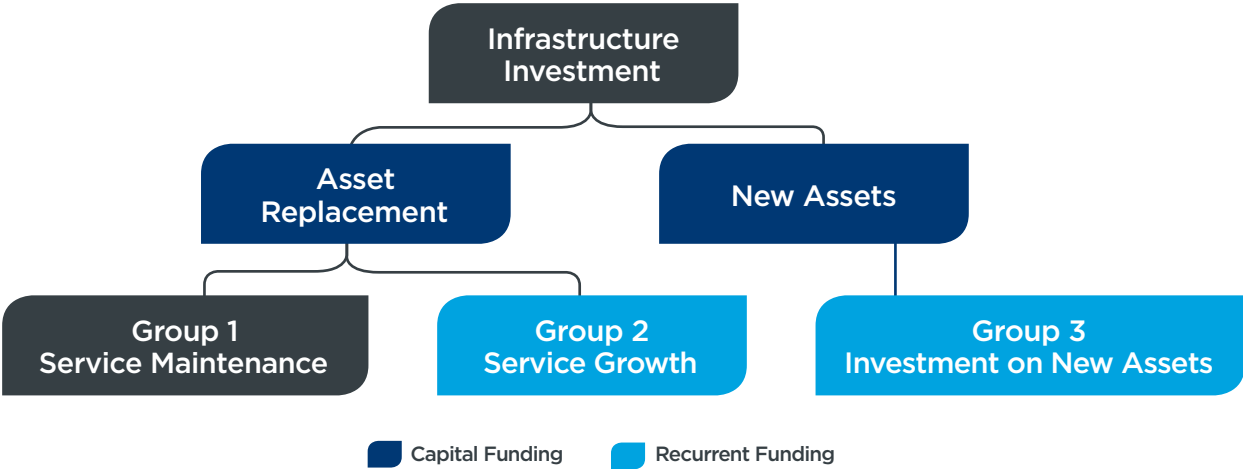 Infrastructure
Investment
Asset
Replacement
New Assets
Group 1
Service Maintenance
Group 2
Service Growth
Group 3
Investment on New Assets
Capital Funding
Recurrent Funding